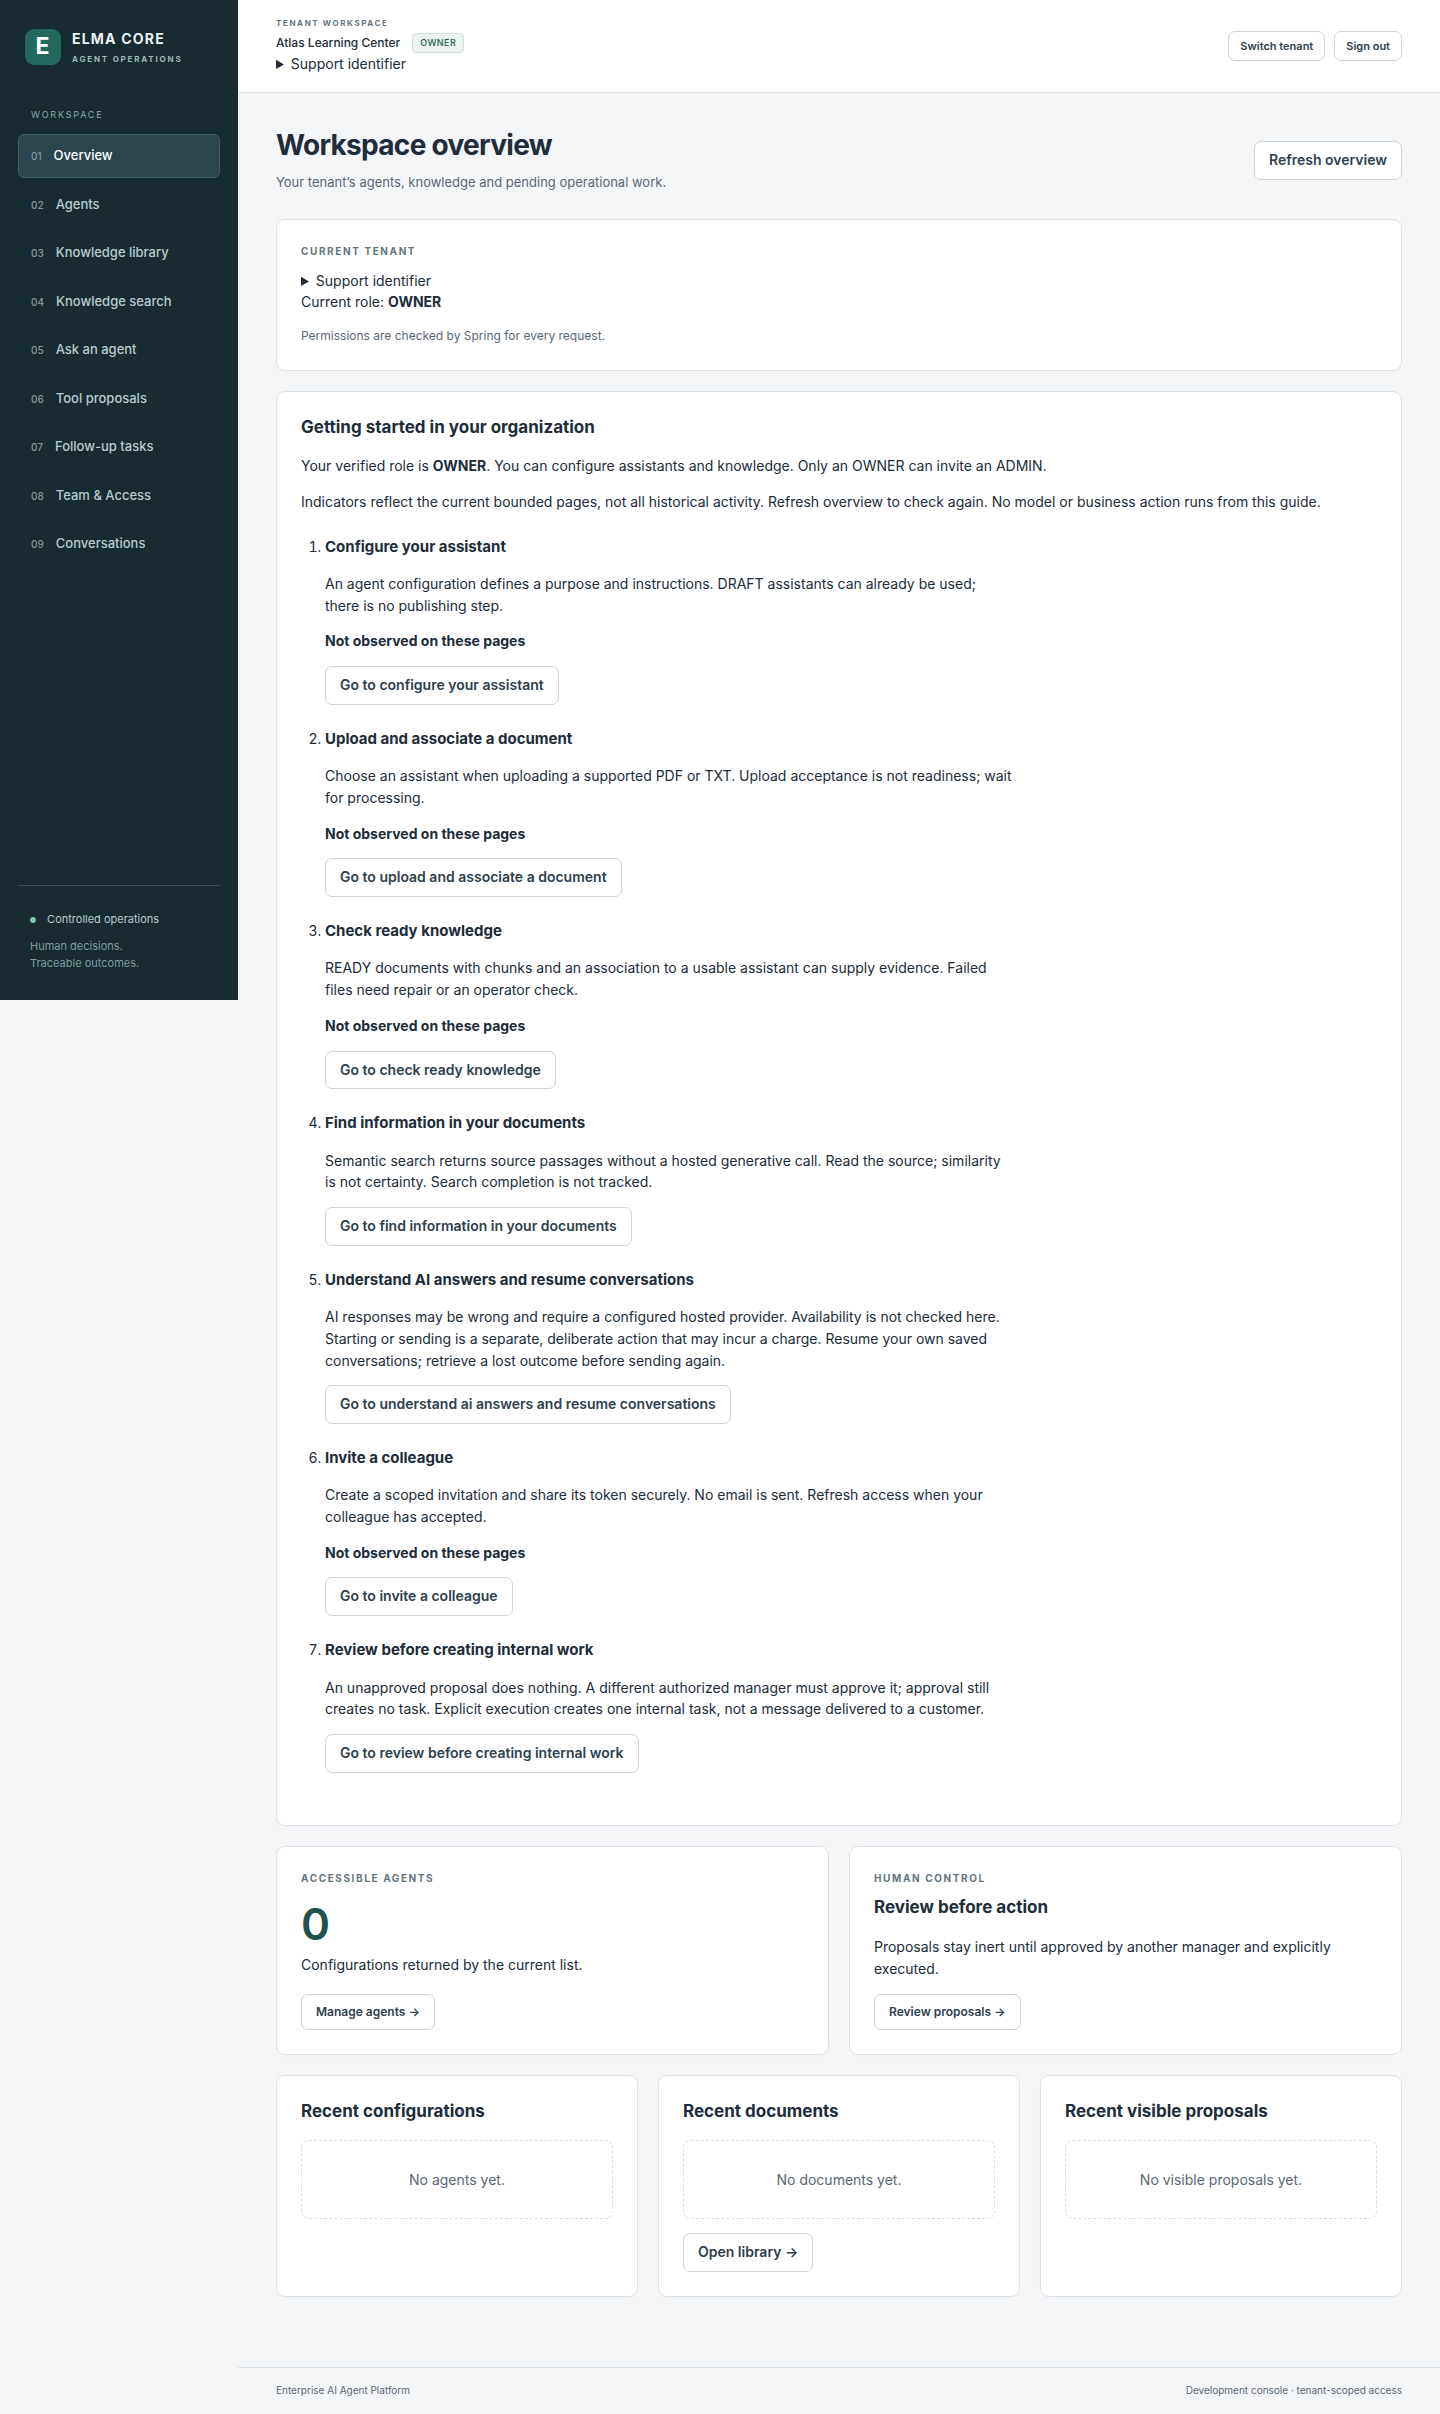 E
ELMA CORE
AGENT OPERATIONS
WORKSPACE
01 Overview
02 Agents
03 Knowledge library
04 Knowledge search
05 Ask an agent
06 Tool proposals
07 Follow-up tasks
08 Team & Access
09 Conversations
Controlled operations
Human decisions.
Traceable outcomes.
TENANT WORKSPACE
Atlas Learning Center OWNER
▶ Support identifier
Switch tenant
Sign out
Workspace overview
Your tenant’s agents, knowledge and pending operational work.
Refresh overview
CURRENT TENANT
▶ Support identifier
Current role: OWNER
Permissions are checked by Spring for every request.
Getting started in your organization
Your verified role is OWNER. You can configure assistants and knowledge. Only an OWNER can invite an ADMIN.
Indicators reflect the current bounded pages, not all historical activity. Refresh overview to check again. No model or business action runs from this guide.
1. Configure your assistant
An agent configuration defines a purpose and instructions. DRAFT assistants can already be used;
there is no publishing step.
Not observed on these pages
Go to configure your assistant
2. Upload and associate a document
Choose an assistant when uploading a supported PDF or TXT. Upload acceptance is not readiness; wait
for processing.
Not observed on these pages
Go to upload and associate a document
3. Check ready knowledge
READY documents with chunks and an association to a usable assistant can supply evidence. Failed
files need repair or an operator check.
Not observed on these pages
Go to check ready knowledge
4. Find information in your documents
Semantic search returns source passages without a hosted generative call. Read the source; similarity
is not certainty. Search completion is not tracked.
Go to find information in your documents
5. Understand AI answers and resume conversations
AI responses may be wrong and require a configured hosted provider. Availability is not checked here.
Starting or sending is a separate, deliberate action that may incur a charge. Resume your own saved
conversations; retrieve a lost outcome before sending again.
Go to understand ai answers and resume conversations
6. Invite a colleague
Create a scoped invitation and share its token securely. No email is sent. Refresh access when your
colleague has accepted.
Not observed on these pages
Go to invite a colleague
7. Review before creating internal work
An unapproved proposal does nothing. A different authorized manager must approve it; approval still
creates no task. Explicit execution creates one internal task, not a message delivered to a customer.
Go to review before creating internal work
ACCESSIBLE AGENTS
0
Configurations returned by the current list.
Manage agents →
HUMAN CONTROL
Review before action
Proposals stay inert until approved by another manager and explicitly
executed.
Review proposals →
Recent configurations
No agents yet.
Recent documents
No documents yet.
Open library →
Recent visible proposals
No visible proposals yet.
Enterprise AI Agent Platform
Development console · tenant-scoped access